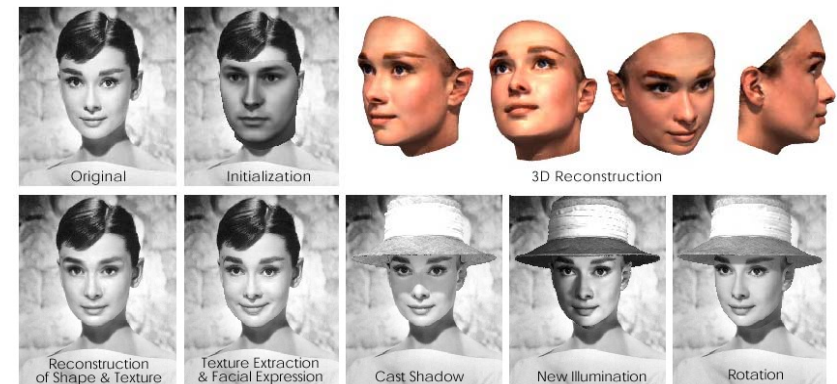 Original
Initialization
3D Reconstruction
Reconstruction
of Shape & Texture
Texture Extraction
& Facial Expression
Cast Shadow
New Illumination
Rotation